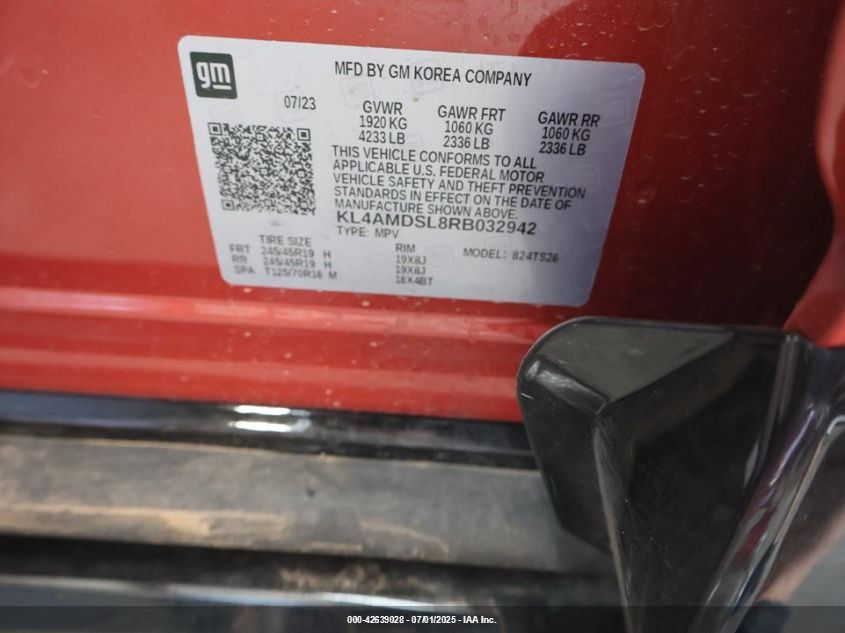 gm
MFD BY GM KOREA COMPANY
07/23
GVWR GAWR FRT GAWR RR
1920 KG 1060 KG 1060 KG
4233 LB 2336 LB 2336 LB
THIS VEHICLE CONFORMS TO ALL
APPLICABLE U.S. FEDERAL MOTOR
VEHICLE SAFETY AND THEFT PREVENTION
STANDARDS IN EFFECT ON THE DATE OF
MANUFACTURE SHOWN ABOVE.
KL4AMDSL8RB032942
TYPE: MPV
TIRE SIZE RIM MODEL: 824TS26
FRT 245/45R19 H 19X8J
RR 245/45R19 H 19X8J
SPA T125/70R16 M 16X4BT
000-42639028 - 07/01/2025 - IAA Inc.